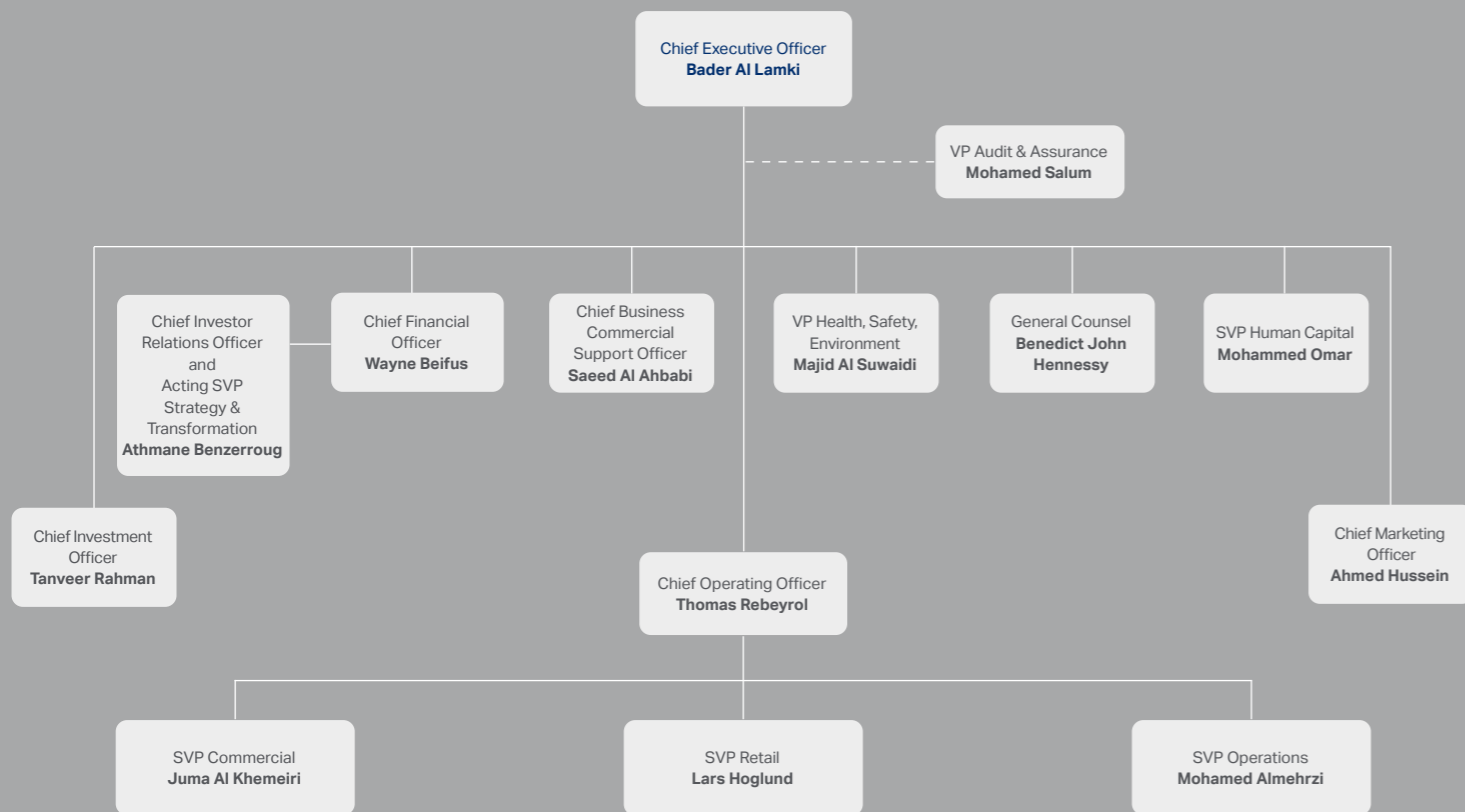 Chief Executive Officer
Bader Al Lamki
VP Audit & Assurance
Mohamed Salum
Chief Investor
Relations Officer
and
Acting SVP
Strategy &
Transformation
Athmane Benzerroug
Chief Financial
Officer
Wayne Beifus
Chief Business
Commercial
Support Officer
Saeed Al Ahbabi
VP Health, Safety,
Environment
Majid Al Suwaidi
General Counsel
Benedict John
Hennessy
SVP Human Capital
Mohammed Omar
Chief Investment
Officer
Tanveer Rahman
Chief Operating Officer
Thomas Rebeyrol
Chief Marketing
Officer
Ahmed Hussein
SVP Commercial
Juma Al Khemeiri
SVP Retail
Lars Hoglund
SVP Operations
Mohamed Almehrzi